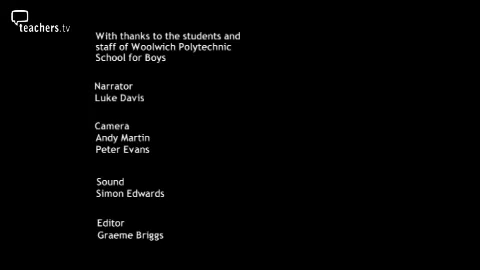 teachers.tv
With thanks to the students and
staff of Woolwich Polytechnic
School for Boys
Narrator
Luke Davis
Camera
Andy Martin
Peter Evans
Sound
Simon Edwards
Editor
Graeme Briggs